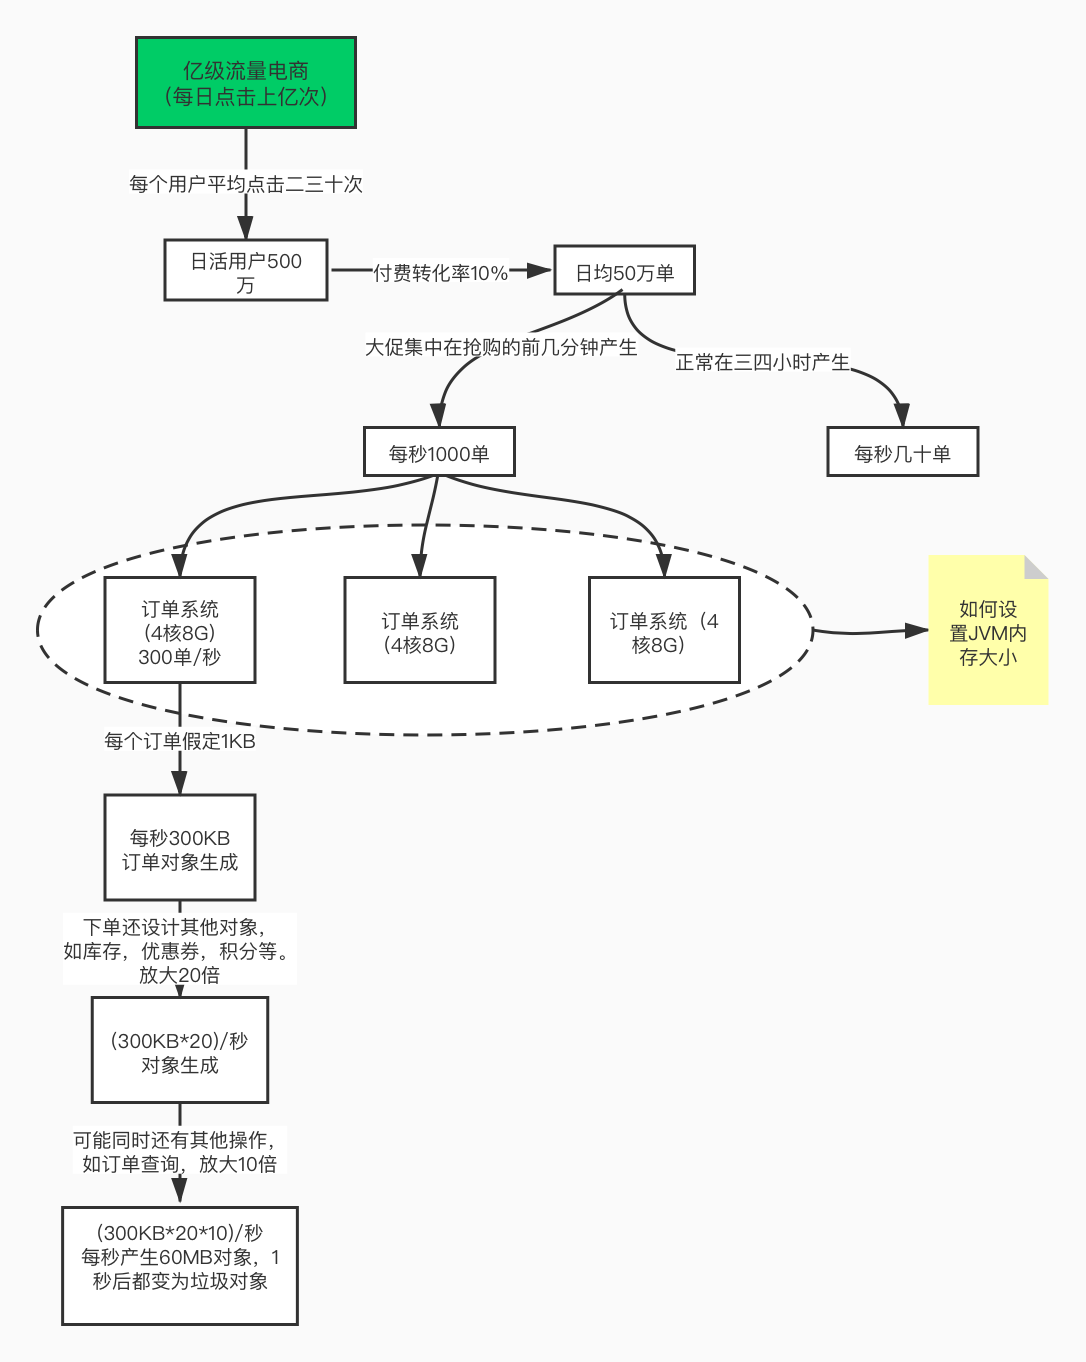 亿级流量电商
(每日点击上亿次)
每个用户平均点击二三十次
日活用户500
万
付费转化率10%
日均50万单
大促集中在抢购的前几分钟产生
正常在三四小时产生
每秒1000单
每秒几十单
订单系统
(4核8G)
300单/秒
订单系统
(4核8G)
订单系统（4
核8G）
如何设
置JVM内
存大小
每个订单假定1KB
每秒300KB
订单对象生成
下单还设计其他对象，
如库存，优惠券，积分等。
放大20倍
(300KB*20)/秒
对象生成
可能同时还有其他操作，
如订单查询，放大10倍
(300KB*20*10)/秒
每秒产生60MB对象，1
秒后都变为垃圾对象